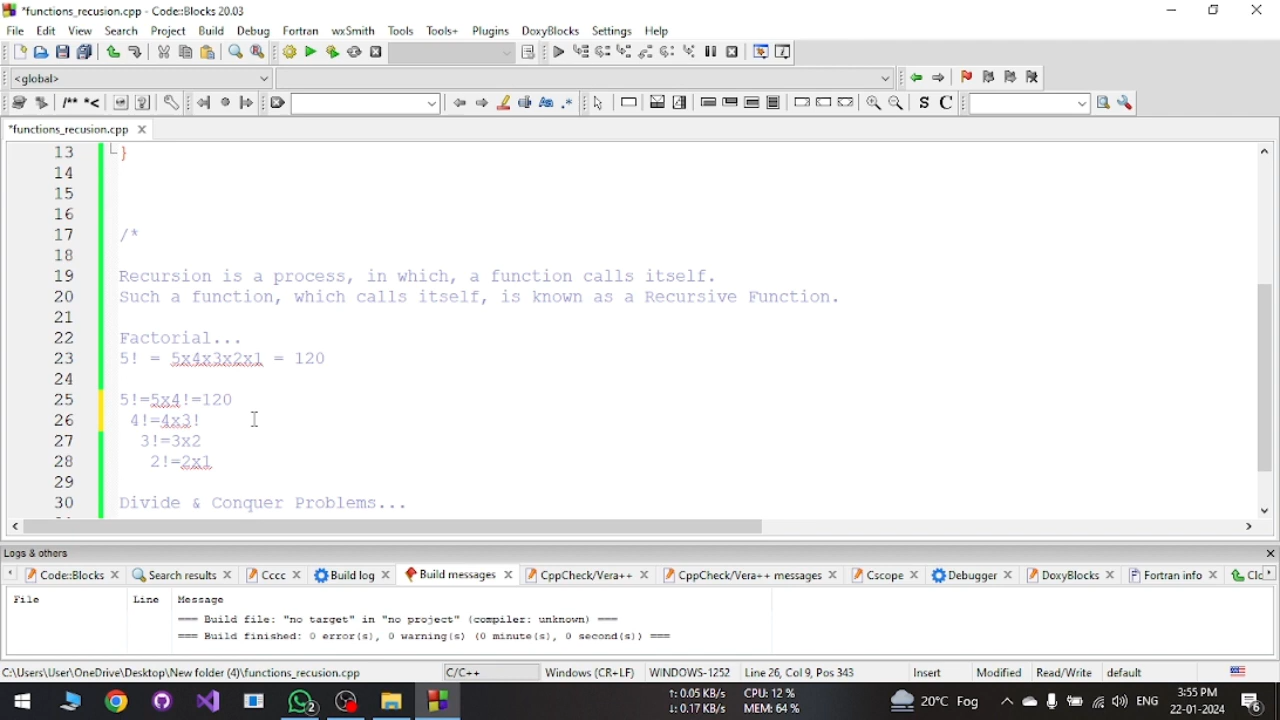 *functions_recusion.cpp - Code::Blocks 20.03
File Edit View Search Project Build Debug Fortran wxSmith Tools Tools+ Plugins DoxyBlocks Settings Help
<global>
/** *< S C
*functions_recusion.cpp
13 }
14
15
16
17 /*
18
19 Recursion is a process, in which, a function calls itself.
20 Such a function, which calls itself, is known as a Recursive Function.
21
22 Factorial...
23 5! = 5x4x3x2x1 = 120
24
25 5!=5x4!=120
26 4!=4x3!
27 3!=3x2
28 2!=2x1
29
30 Divide & Conquer Problems...
Logs & others
Code::Blocks Search results Cccc Build log Build messages CppCheck/Vera++ CppCheck/Vera++ messages Cscope Debugger DoxyBlocks Fortran info Clo
File Line Message
=== Build file: "no target" in "no project" (compiler: unknown) ===
=== Build finished: 0 error(s), 0 warning(s) (0 minute(s), 0 second(s)) ===
C:\Users\User\OneDrive\Desktop\New folder (4)\functions_recusion.cpp C/C++ Windows (CR+LF) WINDOWS-1252 Line 26, Col 9, Pos 343 Insert Modified Read/Write default
2 ↑: 0.05 KB/s CPU: 12 % 20°C Fog ENG 3:55 PM
↓: 0.17 KB/s MEM: 64 % 22-01-2024 6